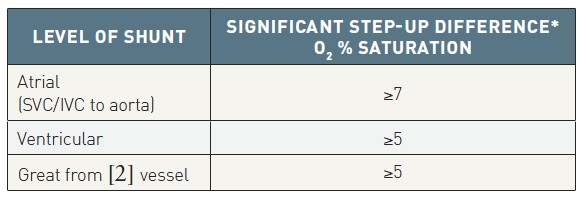 LEVEL OF SHUNT
SIGNIFICANT STEP-UP DIFFERENCE*
O₂ % SATURATION
Atrial
(SVC/IVC to aorta)
≥7
Ventricular
≥5
Great from [2] vessel
≥5